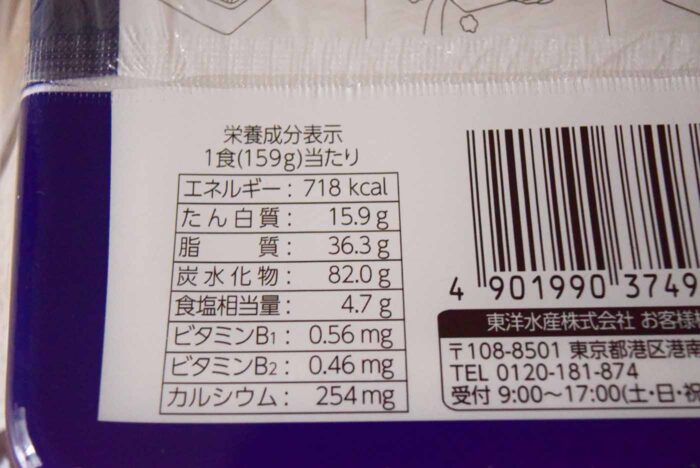 栄養成分表示
1食(159g)当たり
エネルギー: 718 kcal
たん白質: 15.9 g
脂質: 36.3 g
炭水化物: 82.0 g
食塩相当量: 4.7 g
ビタミンB1: 0.56 mg
ビタミンB2: 0.46 mg
カルシウム: 254 mg
4 901990 3749
東洋水産株式会社 お客様
〒108-8501 東京都港区港南
TEL 0120-181-874
受付 9:00～17:00(土・日・祝